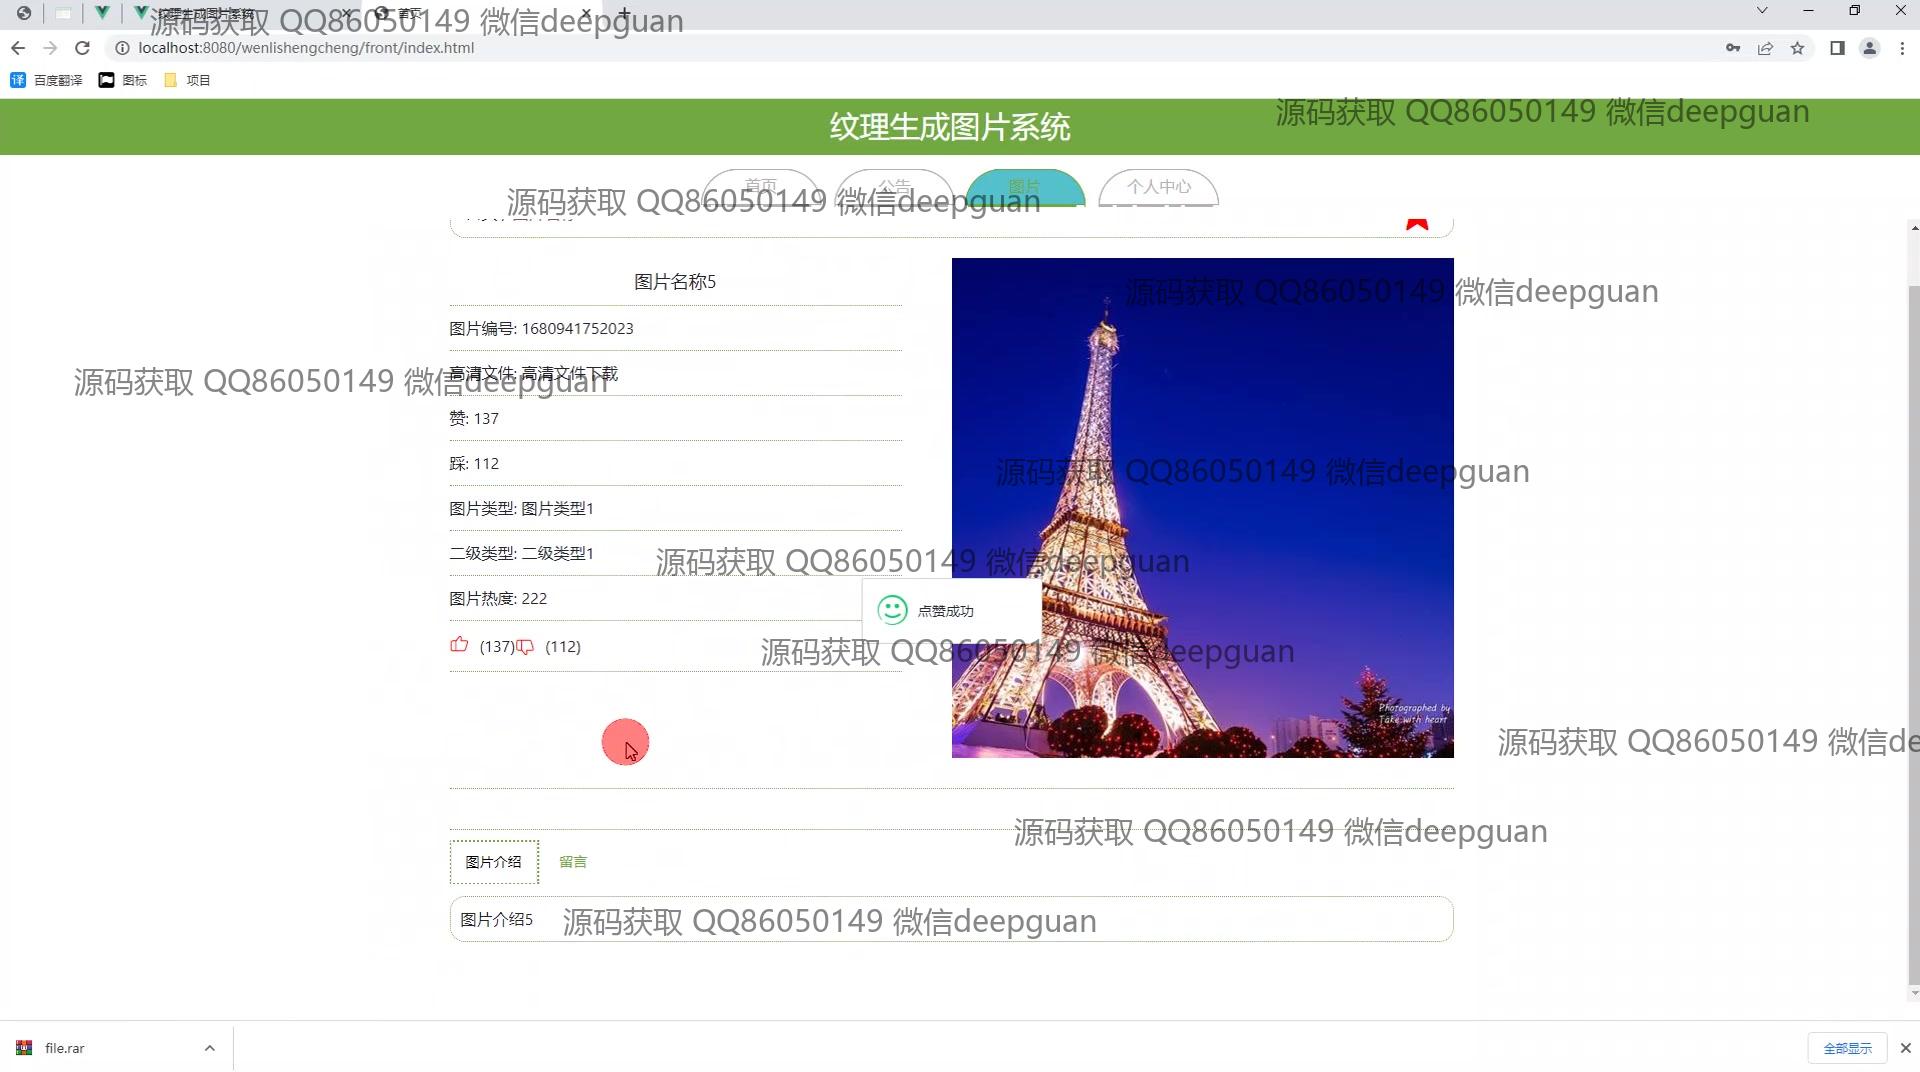 纹理生成图片系统
首页
源码获取 QQ86050149 微信deepguan
localhost:8080/wenlishengcheng/front/index.html
百度翻译
图标
项目
纹理生成图片系统
源码获取 QQ86050149 微信deepguan
首页
公告
图片
个人中心
源码获取 QQ86050149 微信deepguan
图片名称5
源码获取 QQ86050149 微信deepguan
图片编号: 1680941752023
高清文件: 高清文件下载
源码获取 QQ86050149 微信deepguan
赞: 137
踩: 112
源码获取 QQ86050149 微信deepguan
图片类型: 图片类型1
二级类型: 二级类型1
源码获取 QQ86050149 微信deepguan
图片热度: 222
点赞成功
(137)
(112)
源码获取 QQ86050149 微信deepguan
Photographed by
Take with heart
源码获取 QQ86050149 微信de
源码获取 QQ86050149 微信deepguan
图片介绍
留言
图片介绍5
源码获取 QQ86050149 微信deepguan
file.rar
全部显示